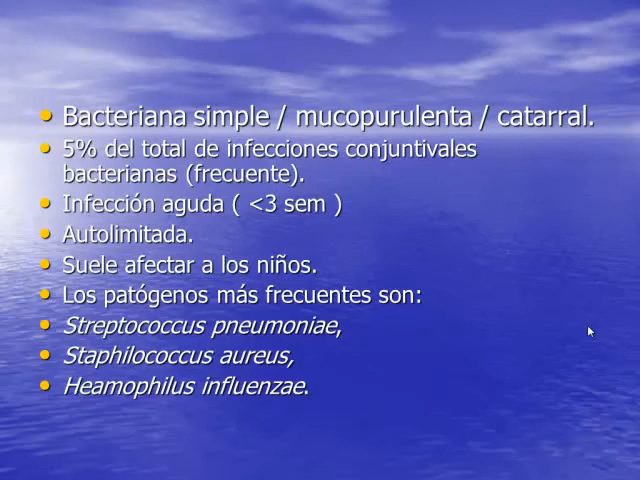 • Bacteriana simple / mucopurulenta / catarral.
• 5% del total de infecciones conjuntivales
bacterianas (frecuente).
• Infección aguda ( <3 sem )
• Autolimitada.
• Suele afectar a los niños.
• Los patógenos más frecuentes son:
• Streptococcus pneumoniae,
• Staphilococcus aureus,
• Heamophilus influenzae.